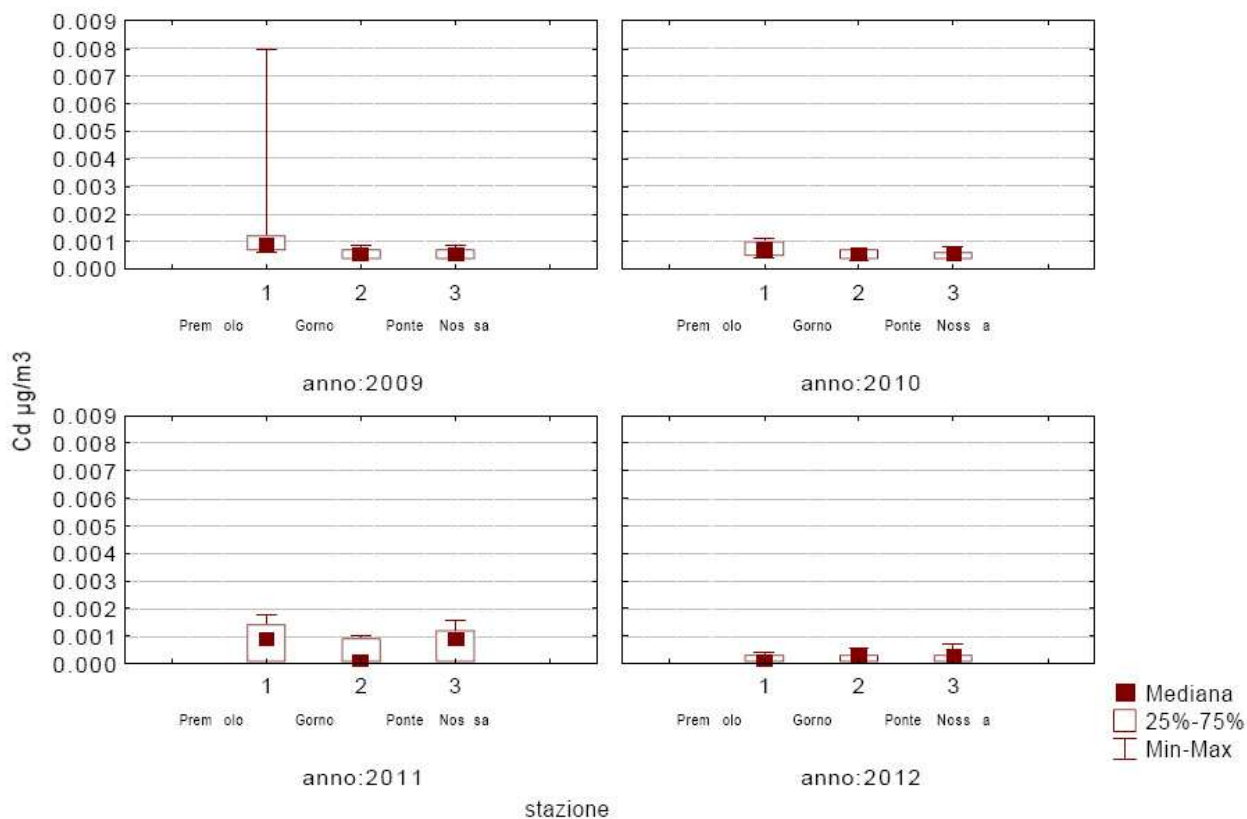 0.009
0.008
0.007
0.006
0.005
0.004
0.003
0.002
0.001
0.000
1 2 3 1 2 3
Prem olo Gorno Ponte Nos sa Prem olo Gorno Ponte Noss a
anno:2009 anno:2010
Cd µg/m3
0.009
0.008
0.007
0.006
0.005
0.004
0.003
0.002
0.001
0.000
1 2 3 1 2 3
Prem olo Gorno Ponte Nos sa Prem olo Gorno Ponte Noss a
anno:2011 anno:2012
stazione
Mediana
25%-75%
Min-Max